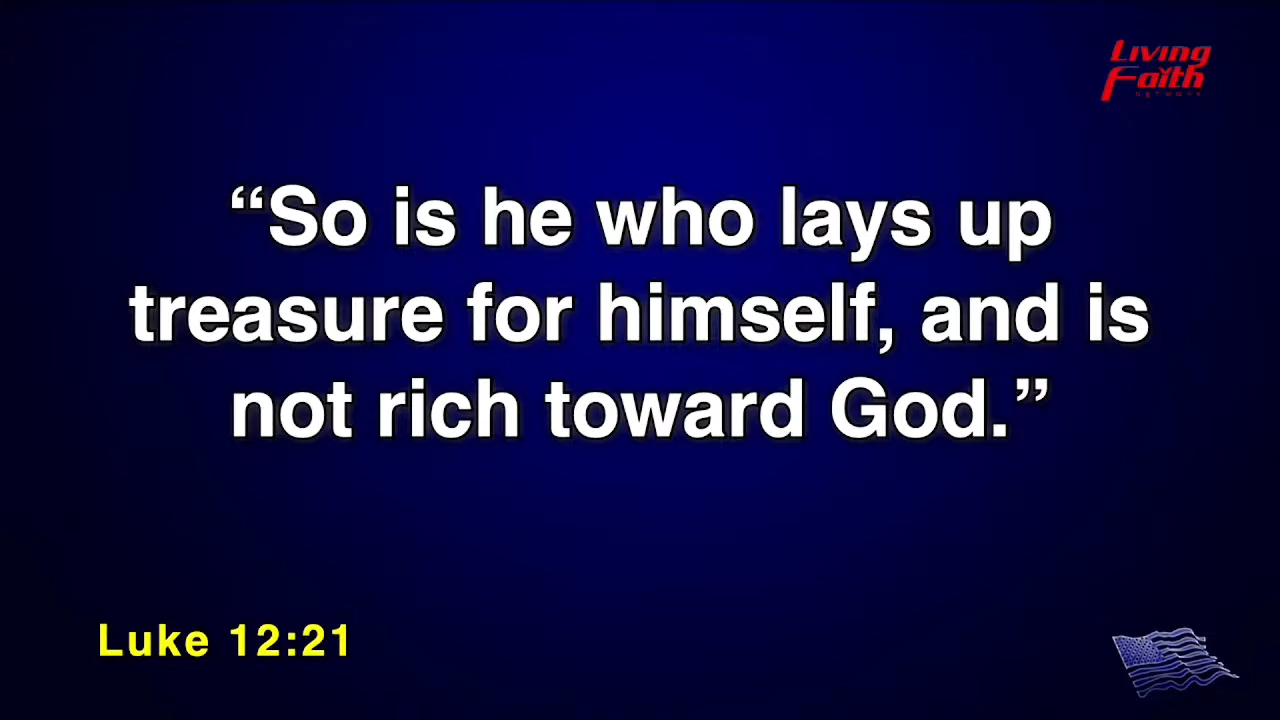 Living
Faith
NETWORK
“So is he who lays up
treasure for himself, and is
not rich toward God.”
Luke 12:21